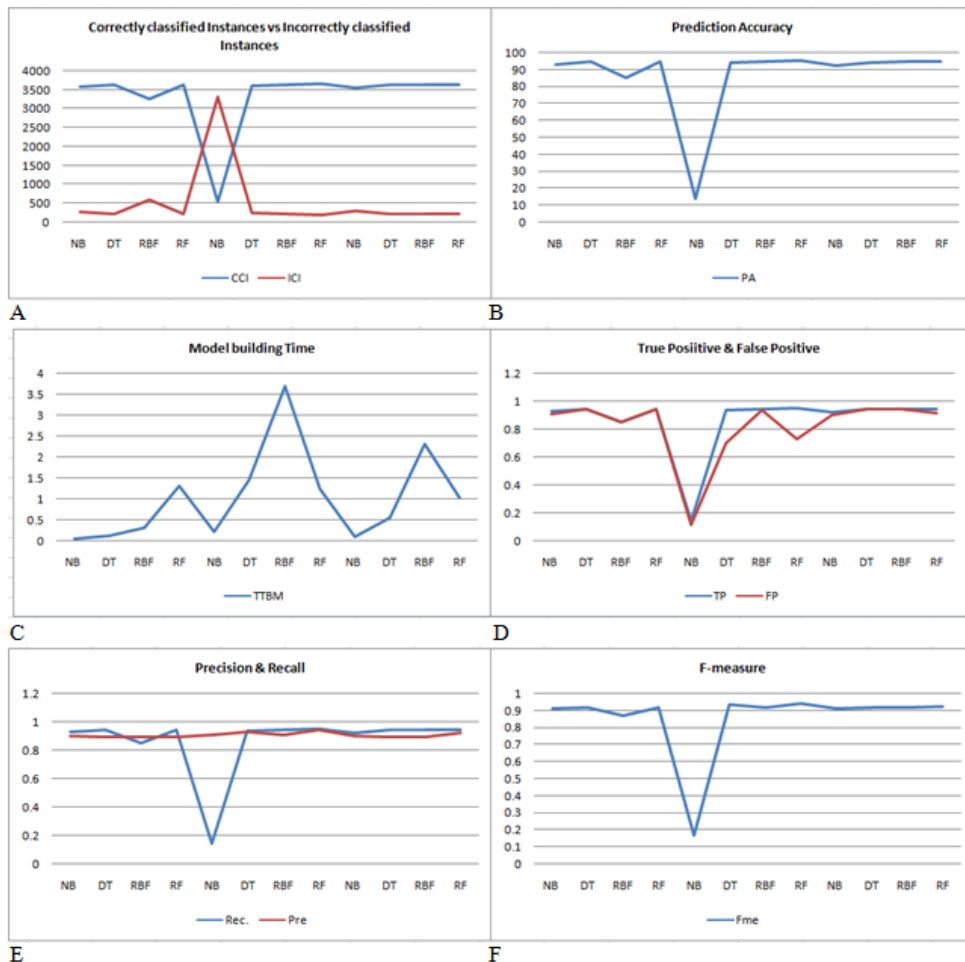 Correctly classified Instances vs Incorrectly classified
Instances
4000
3500
3000
2500
2000
1500
1000
500
0
NB DT RBF RF NB DT RBF RF NB DT RBF RF
CCI ICI
A
Prediction Accuracy
100
90
80
70
60
50
40
30
20
10
0
NB DT RBF RF NB DT RBF RF NB DT RBF RF
PA
B
Model building Time
4
3.5
3
2.5
2
1.5
1
0.5
0
NB DT RBF RF NB DT RBF RF NB DT RBF RF
TTBM
C
True Posiitive & False Positive
1.2
1
0.8
0.6
0.4
0.2
0
NB DT RBF RF NB DT RBF RF NB DT RBF RF
TP FP
D
Precision & Recall
1.2
1
0.8
0.6
0.4
0.2
0
NB DT RBF RF NB DT RBF RF NB DT RBF RF
Rec. Pre
E
F-measure
1
0.9
0.8
0.7
0.6
0.5
0.4
0.3
0.2
0.1
0
NB DT RBF RF NB DT RBF RF NB DT RBF RF
Fme
F